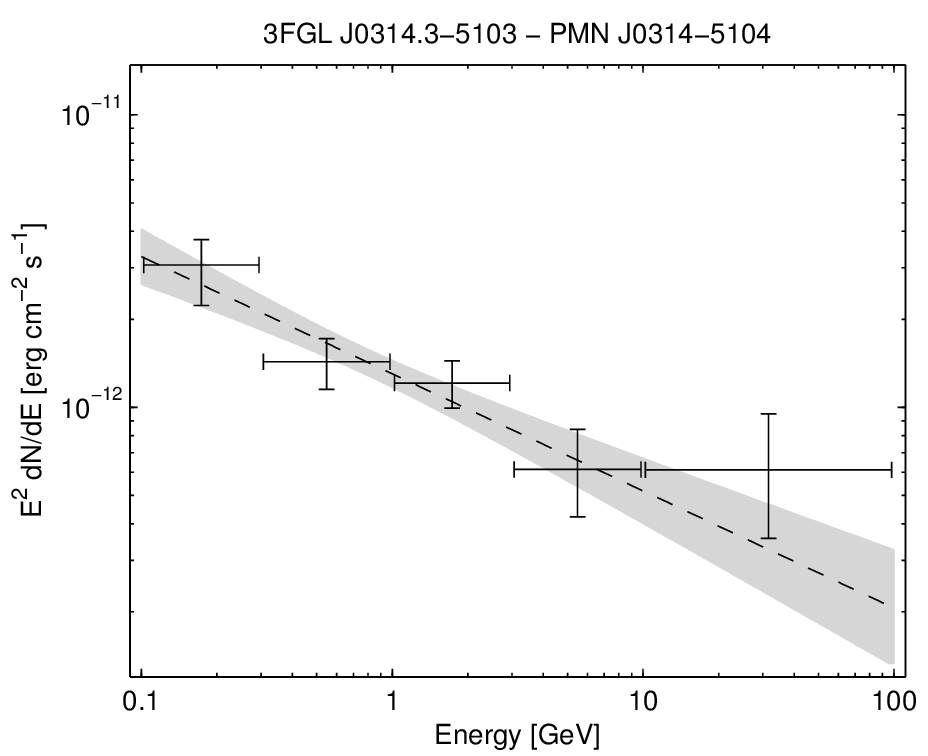 3FGL J0314.3−5103 − PMN J0314−5104
10⁻¹¹
10⁻¹²
E² dN/dE [erg cm⁻² s⁻¹]
0.1 1 10 100
Energy [GeV]